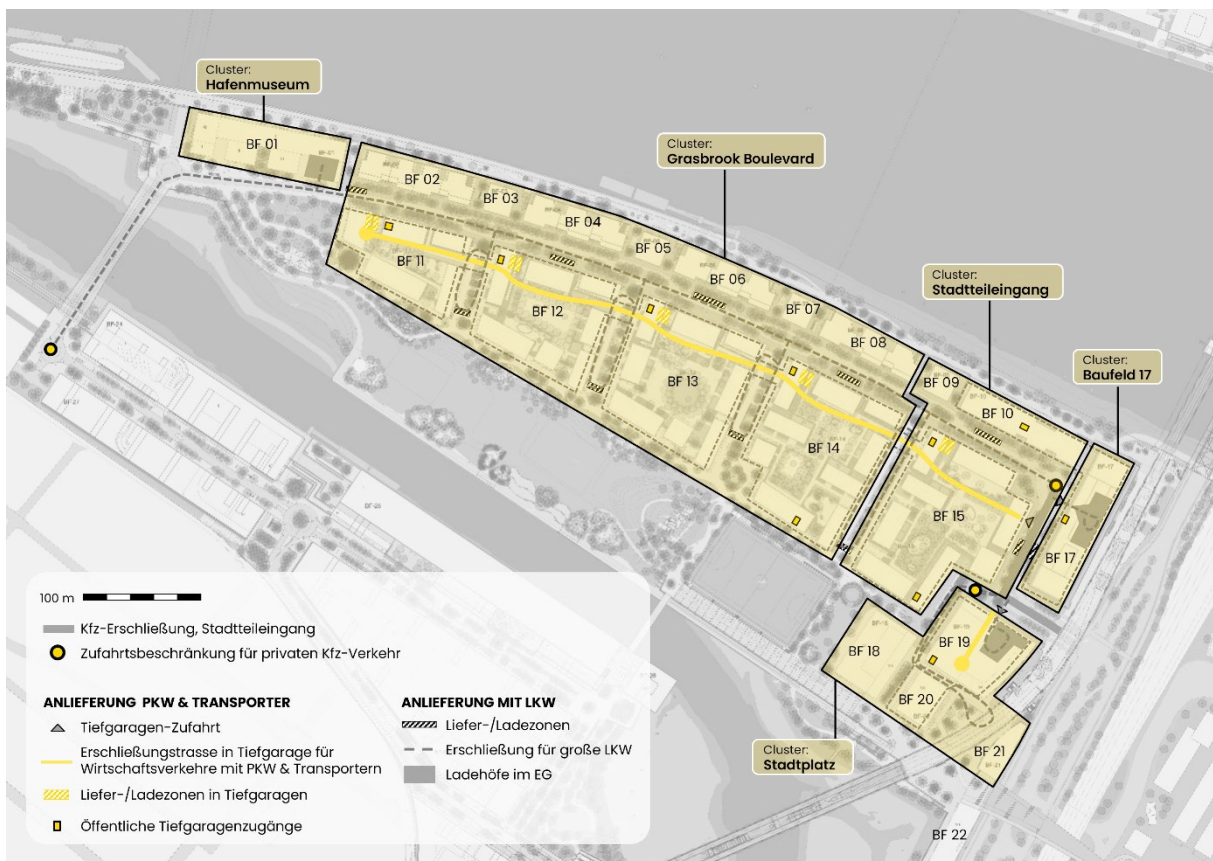 Cluster:
Hafenmuseum
Cluster:
Grasbrook Boulevard
Cluster:
Stadtteileingang
Cluster:
Baufeld 17
BF 01
BF 02
BF 03
BF 04
BF 05
BF 06
BF 07
BF 08
BF 09
BF 10
BF 11
BF 12
BF 13
BF 14
BF 15
BF 17
BF 18
BF 19
BF 20
BF 21
BF 22
Cluster:
Stadtplatz
100 m
Kfz-Erschließung, Stadtteileingang
Zufahrtsbeschränkung für privaten Kfz-Verkehr
ANLIEFERUNG PKW & TRANSPORTER
Tiefgaragen-Zufahrt
Erschließungstrasse in Tiefgarage für
Wirtschaftsverkehre mit PKW & Transportern
Liefer-/Ladezonen in Tiefgaragen
Öffentliche Tiefgaragenzugänge
ANLIEFERUNG MIT LKW
Liefer-/Ladezonen
Erschließung für große LKW
Ladehöfe im EG